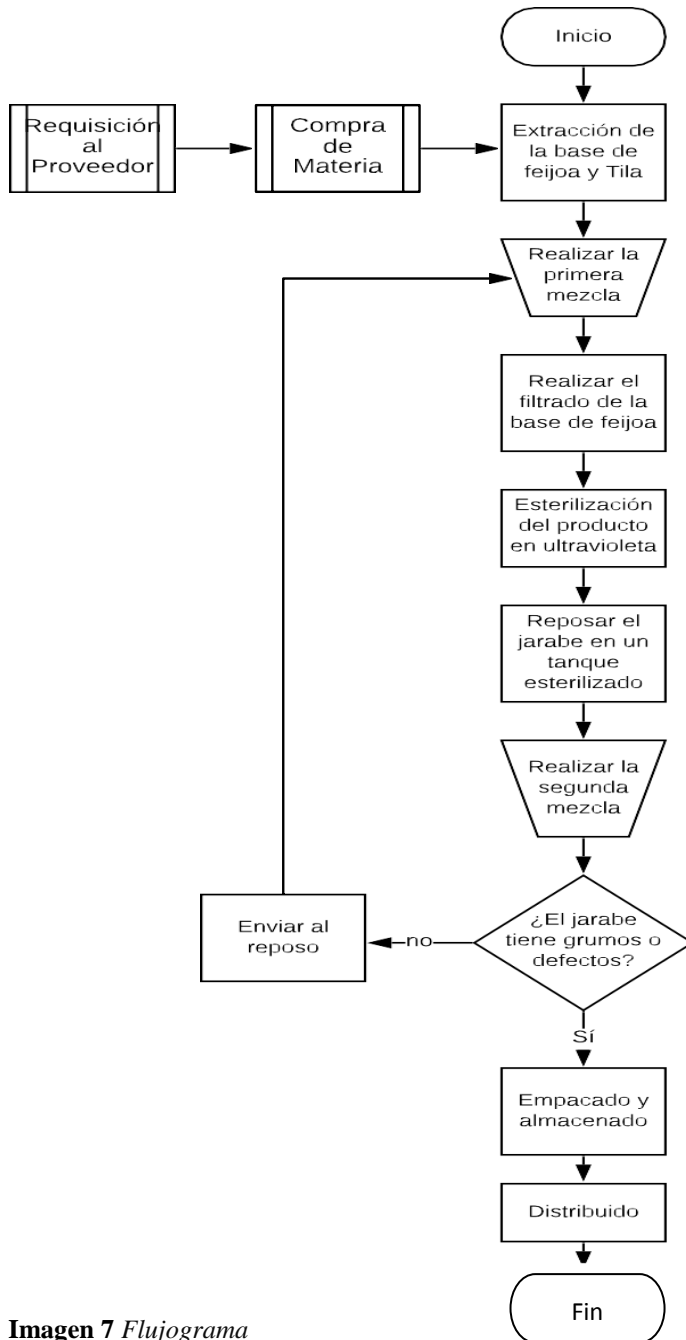 Inicio
Requisición
al
Proveedor
Compra
de
Materia
Extracción de
la base de
feijoa y Tila
Realizar la
primera
mezcla
Realizar el
filtrado de la
base de feijoa
Esterilización
del producto
en ultravioleta
Reposar el
jarabe en un
tanque
esterilizado
Realizar la
segunda
mezcla
¿El jarabe
tiene grumos o
defectos?
no
Enviar al
reposo
Sí
Empacado y
almacenado
Distribuido
Fin
Imagen 7 Flujograma